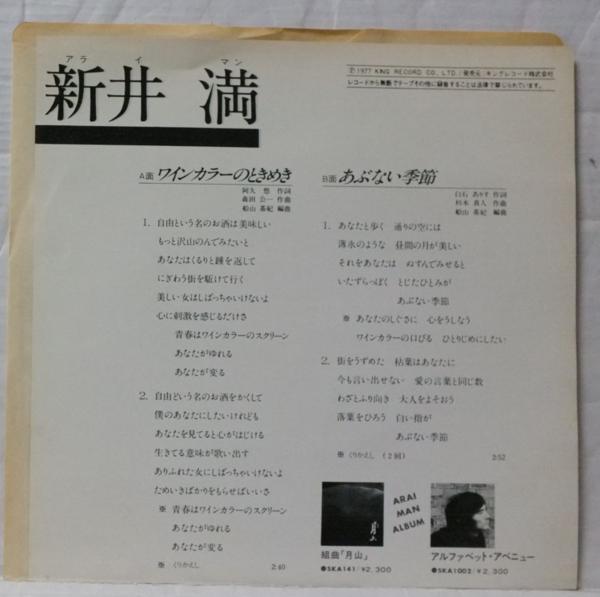 アライ マン
新井 満
Ⓟ1977 KING RECORD CO., LTD./発売元/キングレコード株式会社
レコードから無断でテープその他に録音することは法律で禁じられています。
A面 ワインカラーのときめき
阿久 悠 作詞
森田 公一 作曲
船山 基紀 編曲
1. 自由という名のお酒は美味しい
もっと沢山のんでみたいと
あなたはくるりと踵を返して
にぎわう街を駆けて行く
美しい女はしばっちゃいけないよ
心に刺激を感じるだけさ
青春はワインカラーのスクリーン
あなたがゆれる
あなたが変る
2. 自由という名のお酒をかくして
僕のあなたにしたいけれども
あなたを見てると心がはじける
生きてる意味が歌い出す
ありふれた女にしばっちゃいけないよ
ためいきばかりをもらせばいいさ
※ 青春はワインカラーのスクリーン
あなたがゆれる
あなたが変る
※ くりかえし 2:40
B面 あぶない季節
白石 ありす 作詞
杉本 真人 作曲
船山 基紀 編曲
1. あなたと歩く 通りの空には
薄氷のような 昼間の月が美しい
それをあなたは ぬすんでみせると
いたずらっぽく とじたひとみが
あぶない季節
※ あなたのしぐさに 心をうしなう
ワインカラーの口びる ひとりじめにしたい
2. 街をうずめた 枯葉はあなたに
今も言い出せない 愛の言葉と同じ数
わざとふり向き 大人をよそおう
落葉をひろう 白い指が
あぶない季節
※ くりかえし (2回) 2:52
月山
組曲「月山」
●SKA141/¥2,300
ARAI
MAN
ALBUM
アルファベット・アベニュー
●SKA1002/¥2,300